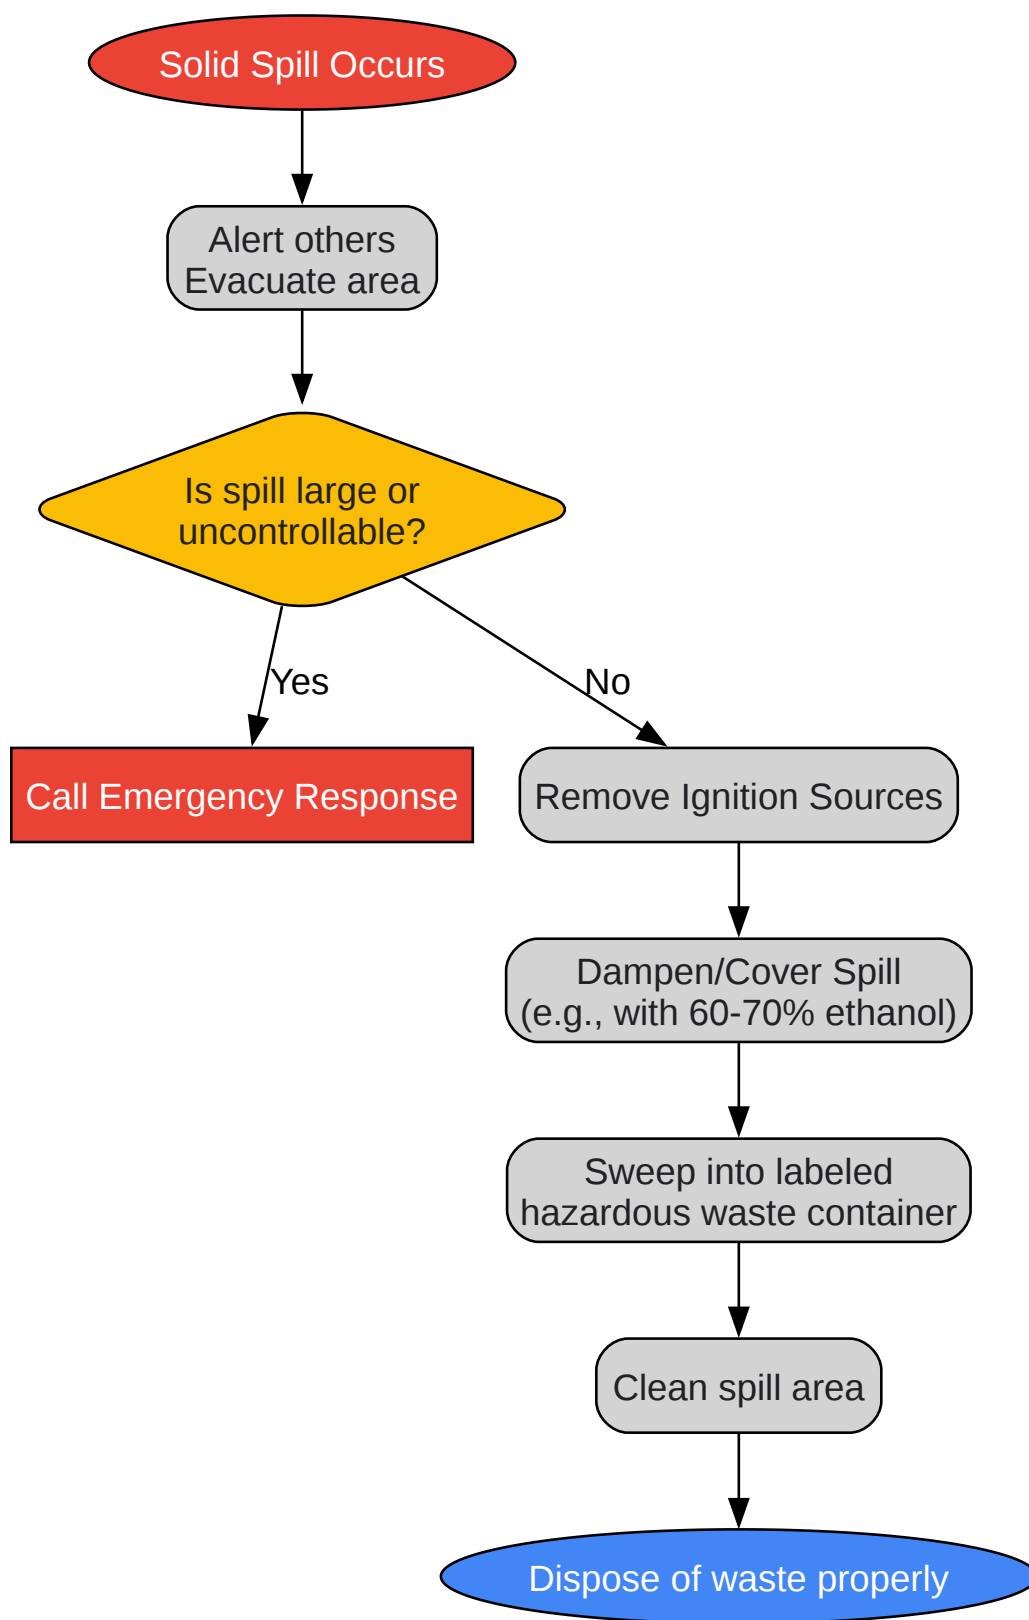 Solid Spill Occurs
Alert others
Evacuate area
Is spill large or
uncontrollable?
Yes
No
Call Emergency Response
Remove Ignition Sources
Dampen/Cover Spill
(e.g., with 60-70% ethanol)
Sweep into labeled
hazardous waste container
Clean spill area
Dispose of waste properly